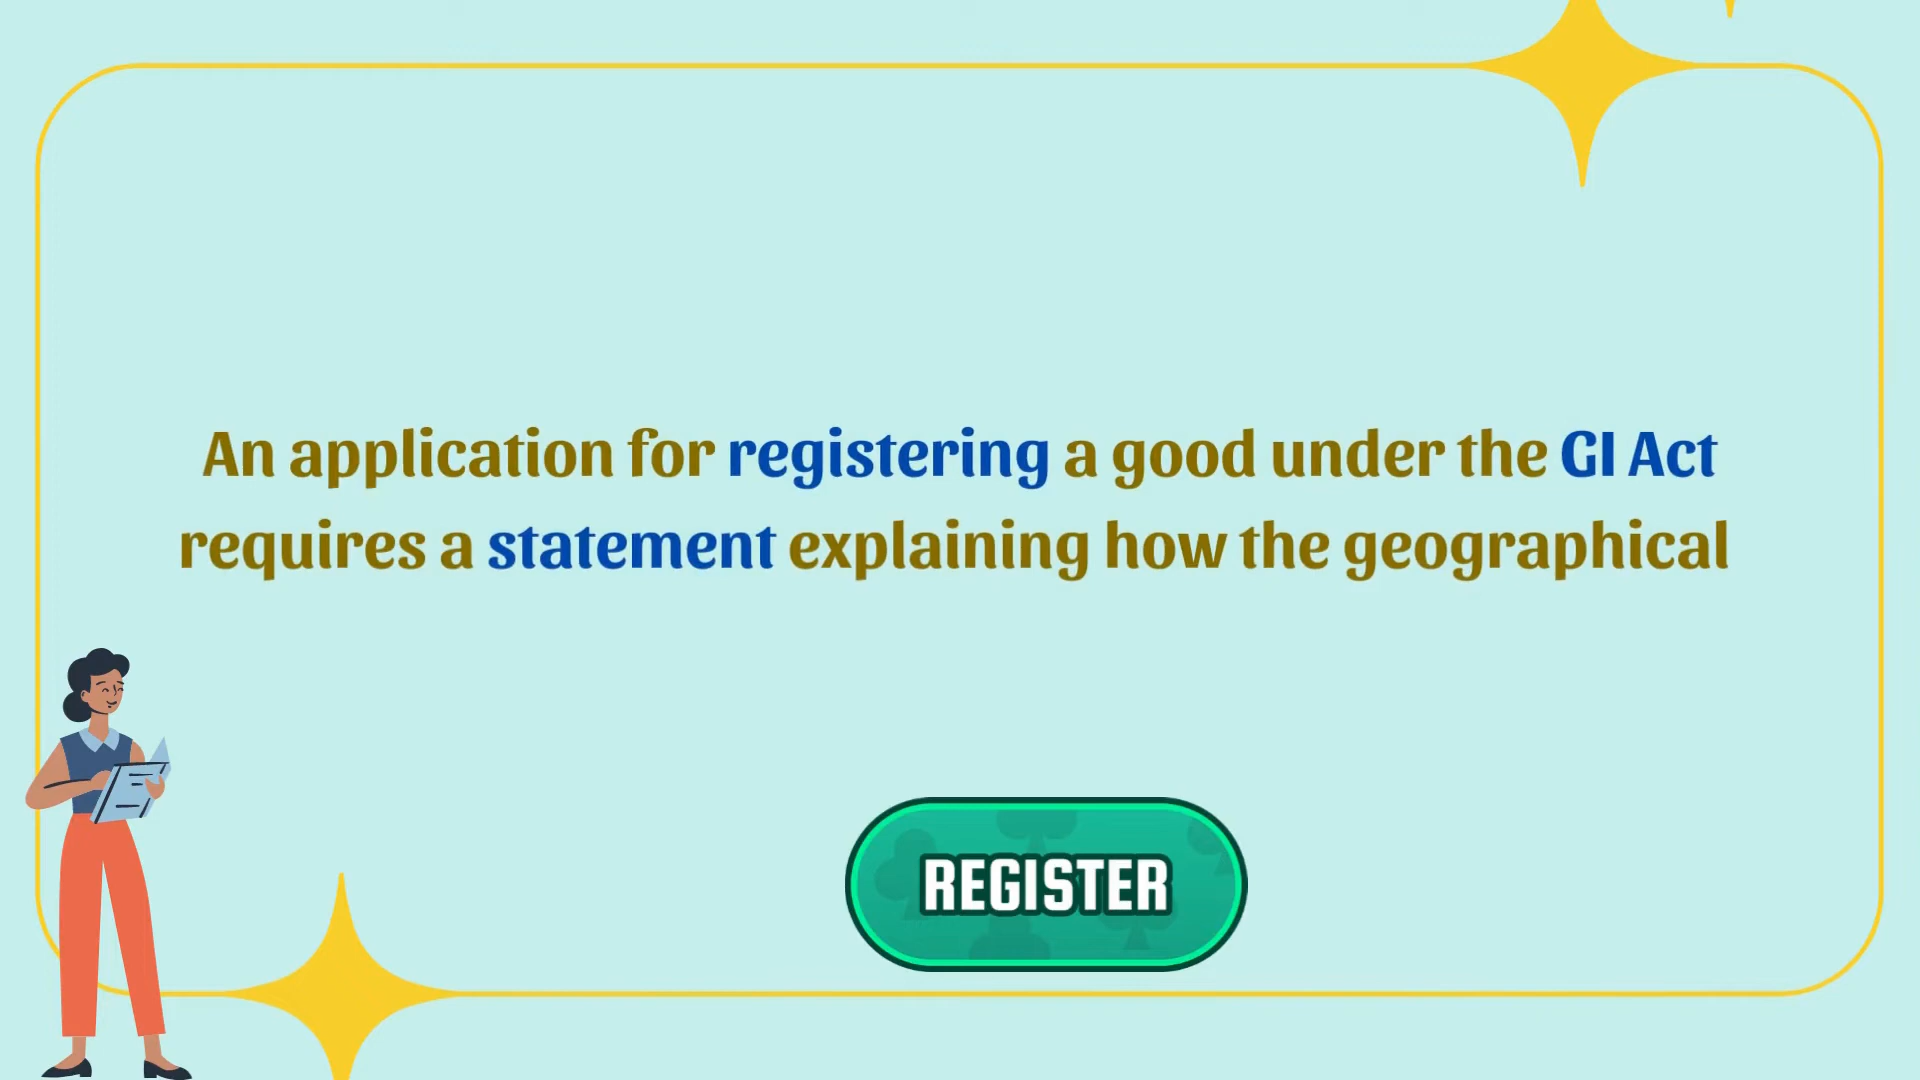 An application for registering a good under the GI Act
requires a statement explaining how the geographical
REGISTER